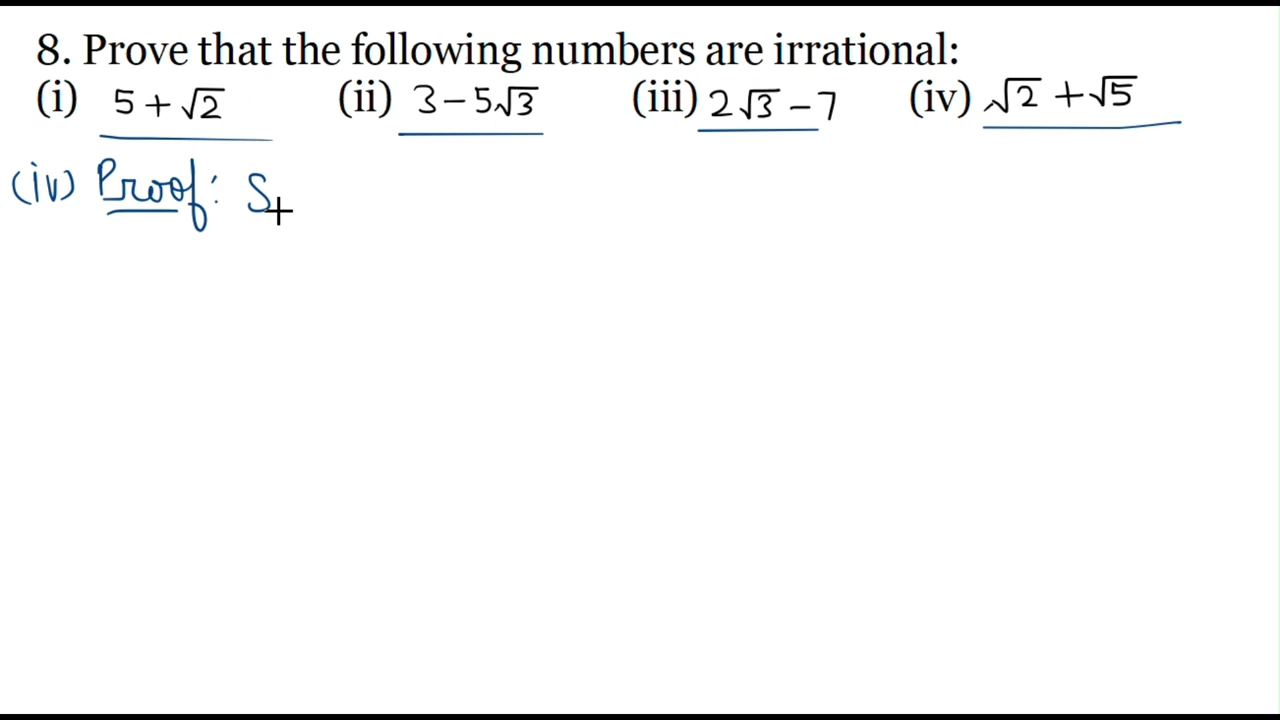 8. Prove that the following numbers are irrational:
(i) 5 + √2 (ii) 3 - 5√3 (iii) 2√3 - 7 (iv) √2 + √5
(iv) Proof: S